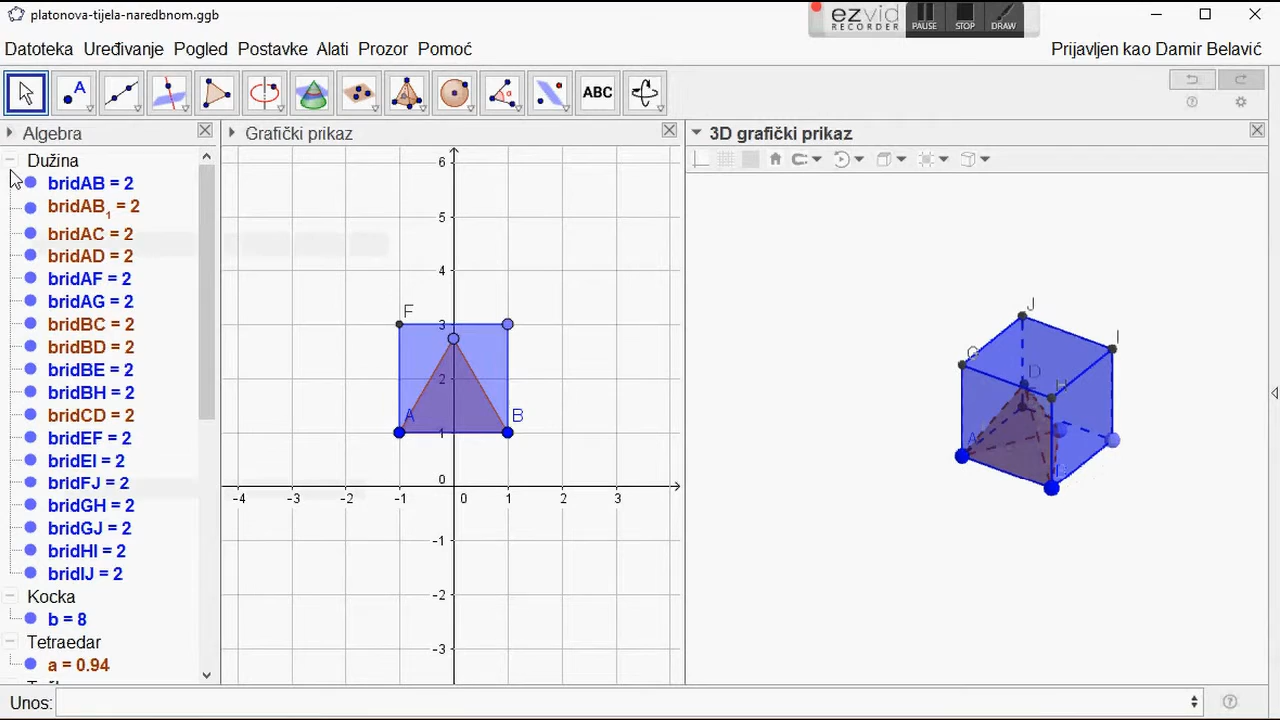 platonova-tijela-naredbnom.ggb
ezvid
RECORDER
PAUSE
STOP
DRAW
Datoteka Uređivanje Pogled Postavke Alati Prozor Pomoć
Prijavljen kao Damir Belavić
A
a
ABC
Algebra
Grafički prikaz
3D grafički prikaz
Dužina
bridAB = 2
bridAB₁ = 2
bridAC = 2
bridAD = 2
bridAF = 2
bridAG = 2
bridBC = 2
bridBD = 2
bridBE = 2
bridBH = 2
bridCD = 2
bridEF = 2
bridEI = 2
bridFJ = 2
bridGH = 2
bridGJ = 2
bridHI = 2
bridIJ = 2
Kocka
b = 8
Tetraedar
a = 0.94
6
5
4
F
3
2
A
B
1
0
-4 -3 -2 -1 0 1 2 3
-1
-2
-3
J
I
G
D
H
A
Unos: